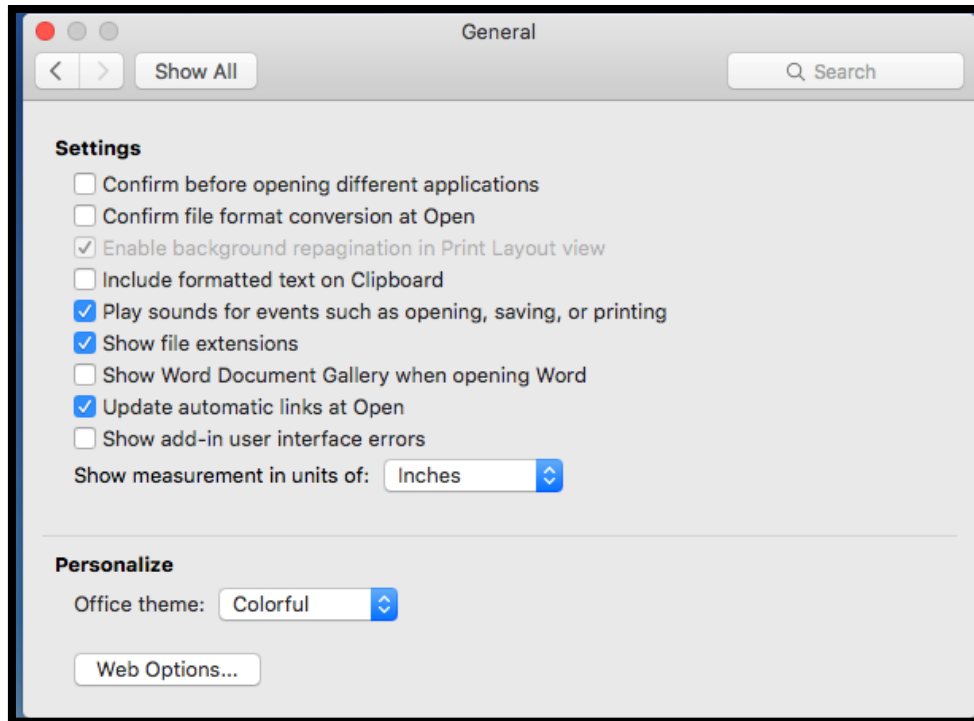 General
Show All
Search
Settings
Confirm before opening different applications
Confirm file format conversion at Open
Enable background repagination in Print Layout view
Include formatted text on Clipboard
Play sounds for events such as opening, saving, or printing
Show file extensions
Show Word Document Gallery when opening Word
Update automatic links at Open
Show add-in user interface errors
Show measurement in units of: Inches
Personalize
Office theme: Colorful
Web Options...